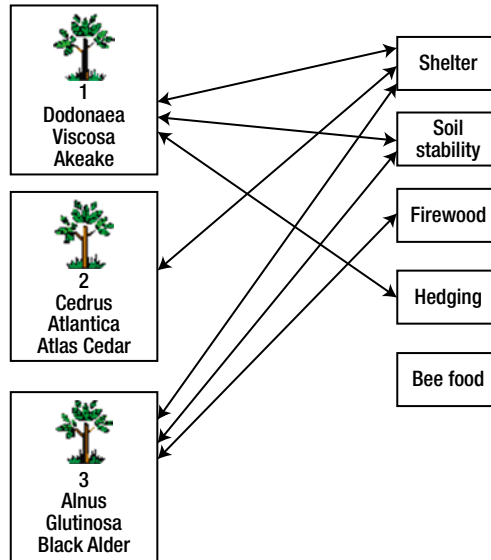 1
Dodonaea
Viscosa
Akeake
2
Cedrus
Atlantica
Atlas Cedar
3
Alnus
Glutinosa
Black Alder
Shelter
Soil
stability
Firewood
Hedging
Bee food